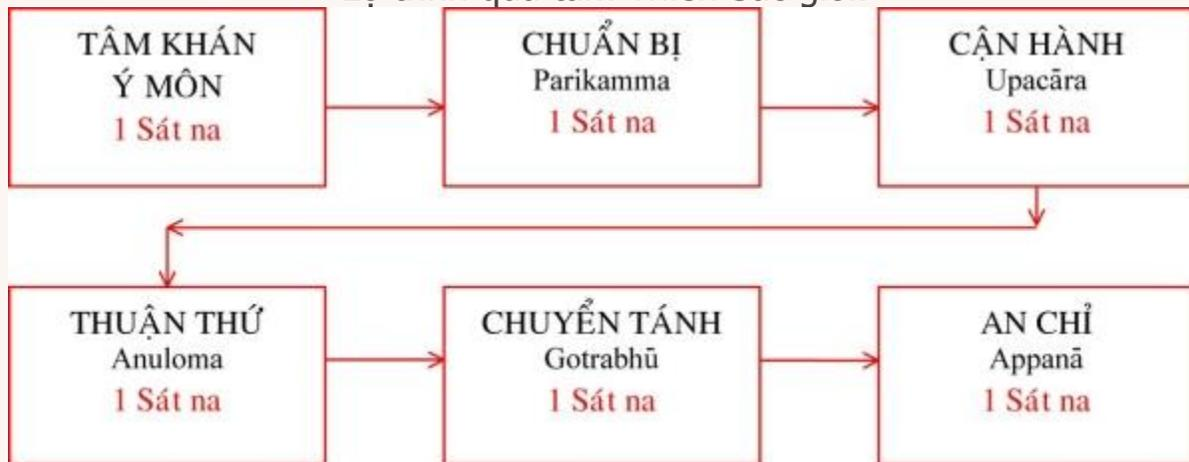 TÂM KHÁN
Ý MÔN
1 Sát na
CHUẨN BỊ
Parikamma
1 Sát na
CẬN HÀNH
Upacāra
1 Sát na
THUẬN THỨ
Anuloma
1 Sát na
CHUYỂN TÁNH
Gotrabhū
1 Sát na
AN CHỈ
Appanā
1 Sát na